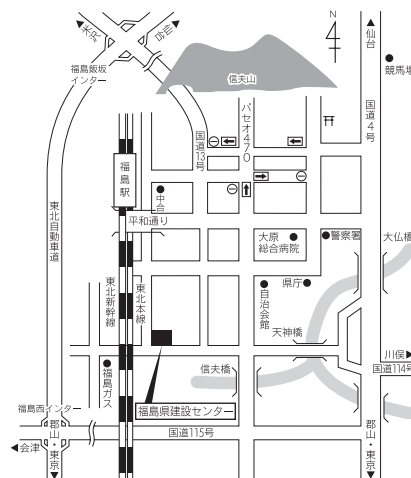 N
米沢
仙台
仙台
競馬場
信夫山
福島飯坂
インター
国道13号
パセオ470
国道4号
福島駅
中合
平和通り
大原
総合病院
警察署
大仏橋
東北自動車道
東北新幹線
東北本線
県庁
自治会館
天神橋
川俣
国道114号
信夫橋
福島ガス
福島県建設センター
福島西インター
国道115号
会津
郡山・東京
郡山・東京